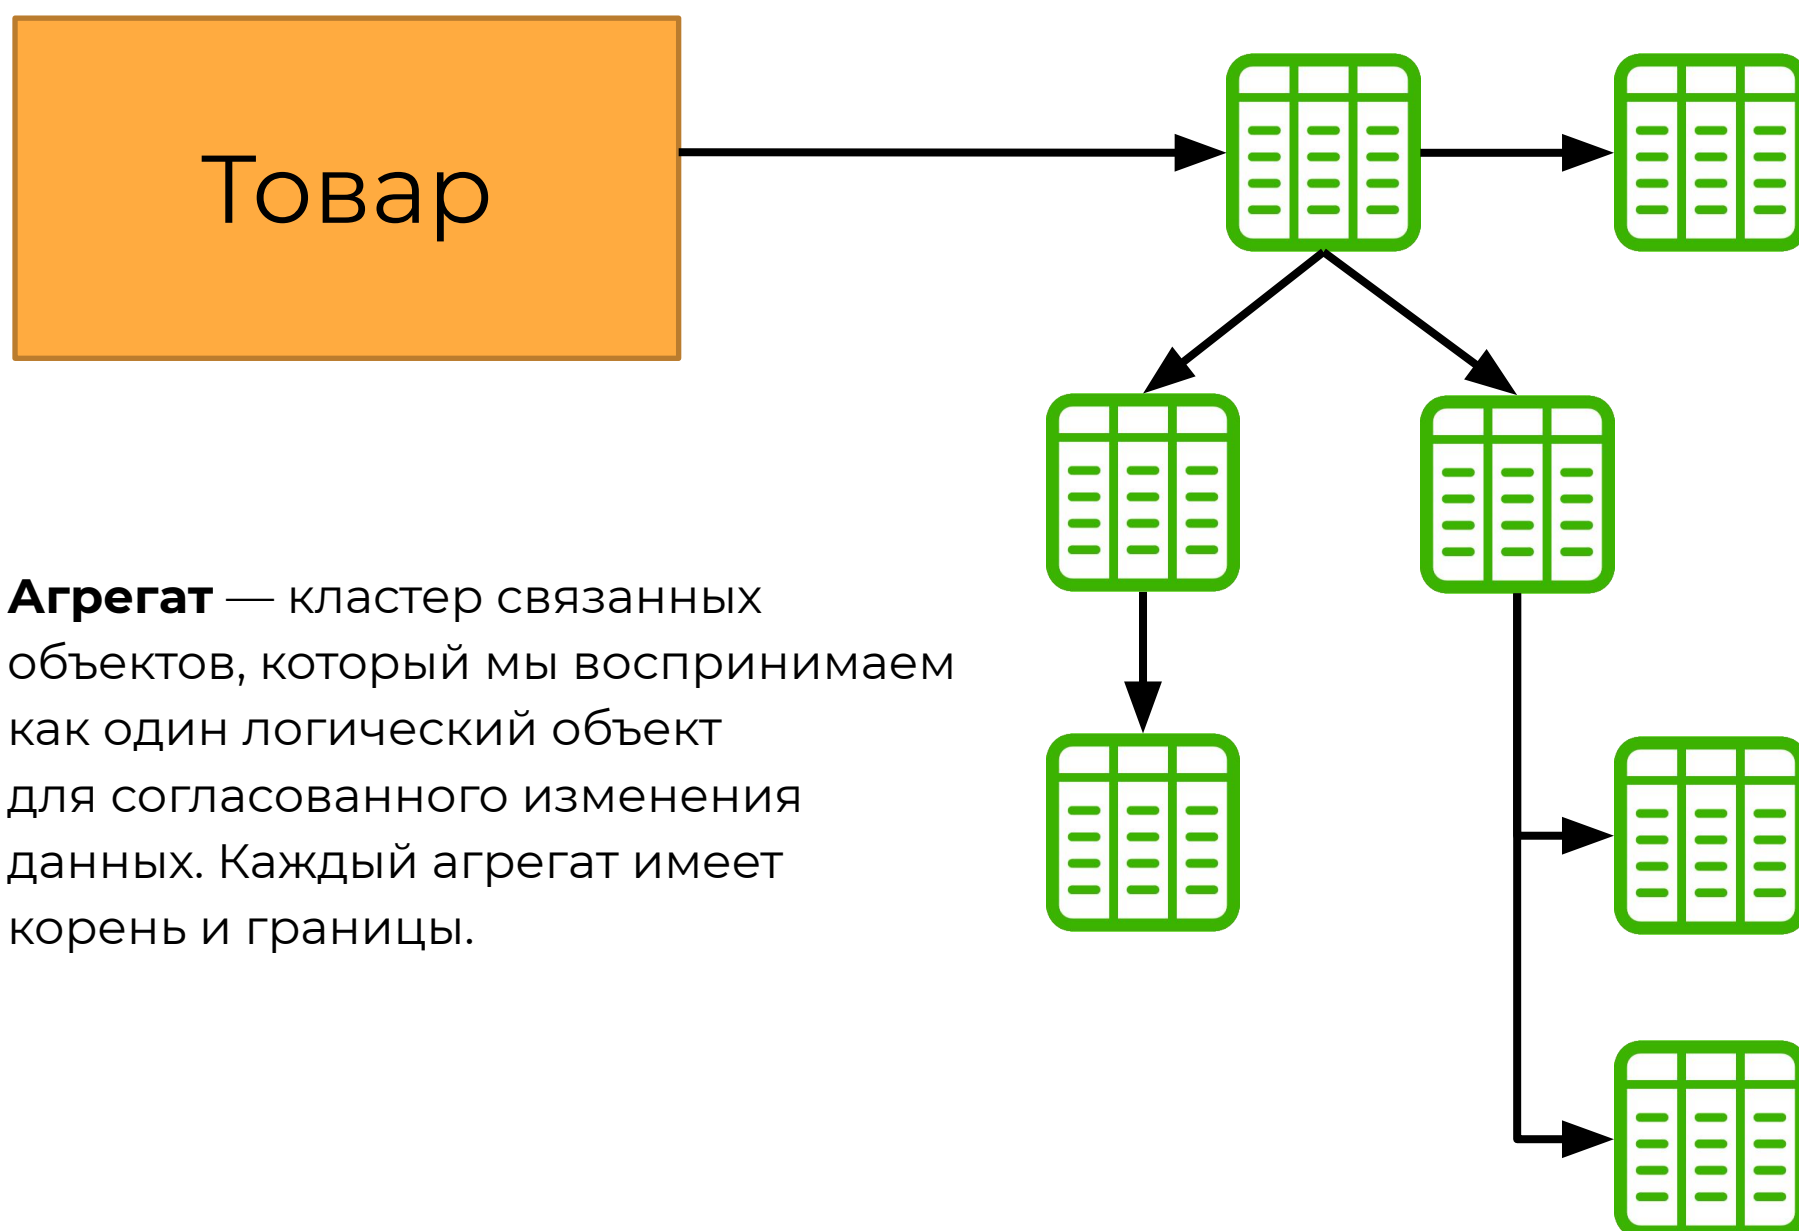 Товар
Агрегат — кластер связанных
объектов, который мы воспринимаем
как один логический объект
для согласованного изменения
данных. Каждый агрегат имеет
корень и границы.